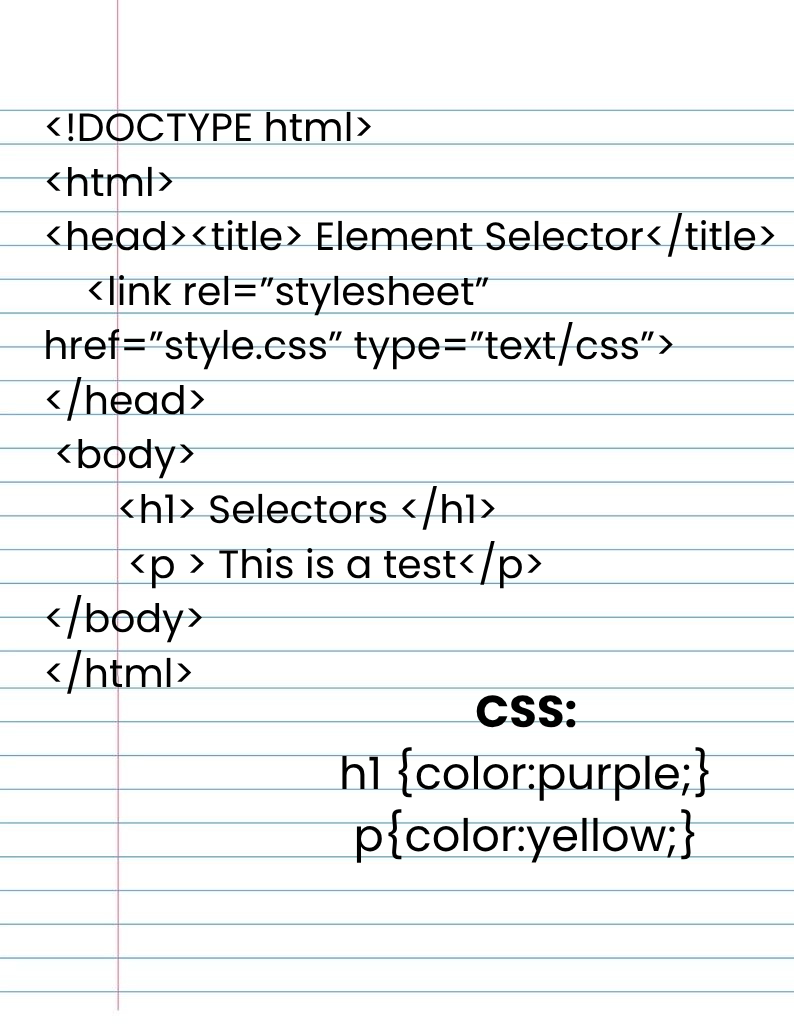 <!DOCTYPE html>
<html>
<head><title> Element Selector</title>
<link rel=”stylesheet”
href=”style.css” type=”text/css”>
</head>
<body>
<h1> Selectors </h1>
<p > This is a test</p>
</body>
</html>
CSS:
h1 {color:purple;}
p{color:yellow;}